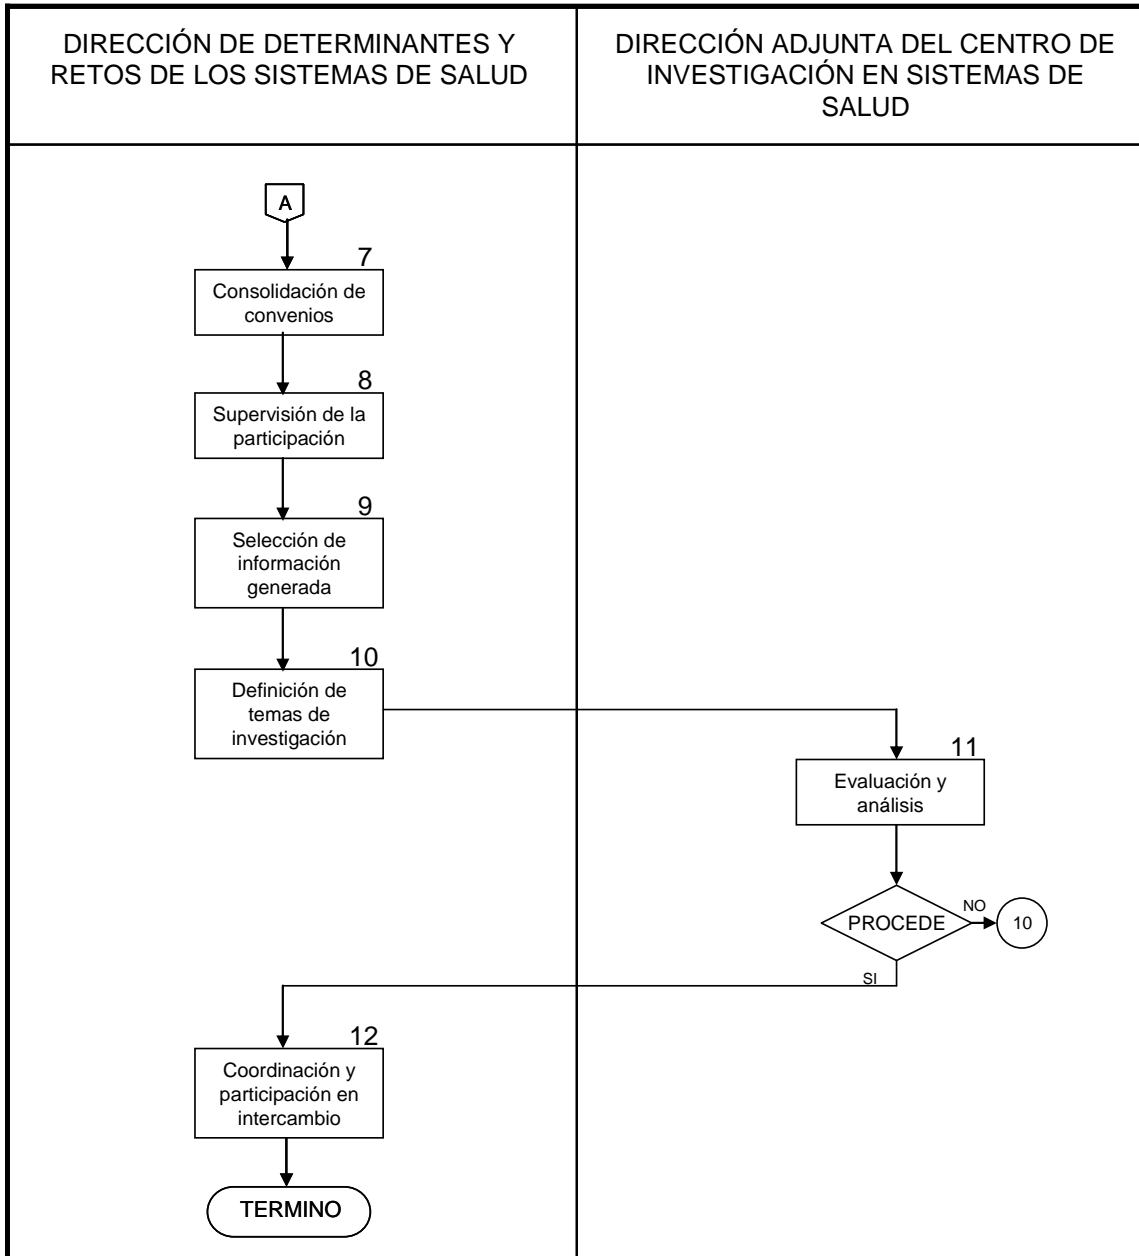 DIRECCIÓN DE DETERMINANTES Y
RETOS DE LOS SISTEMAS DE SALUD
DIRECCIÓN ADJUNTA DEL CENTRO DE
INVESTIGACIÓN EN SISTEMAS DE
SALUD
A
7
Consolidación de
convenios
8
Supervisión de la
participación
9
Selección de
información
generada
10
Definición de
temas de
investigación
11
Evaluación y
análisis
PROCEDE
NO
10
SI
12
Coordinación y
participación en
intercambio
TERMINO